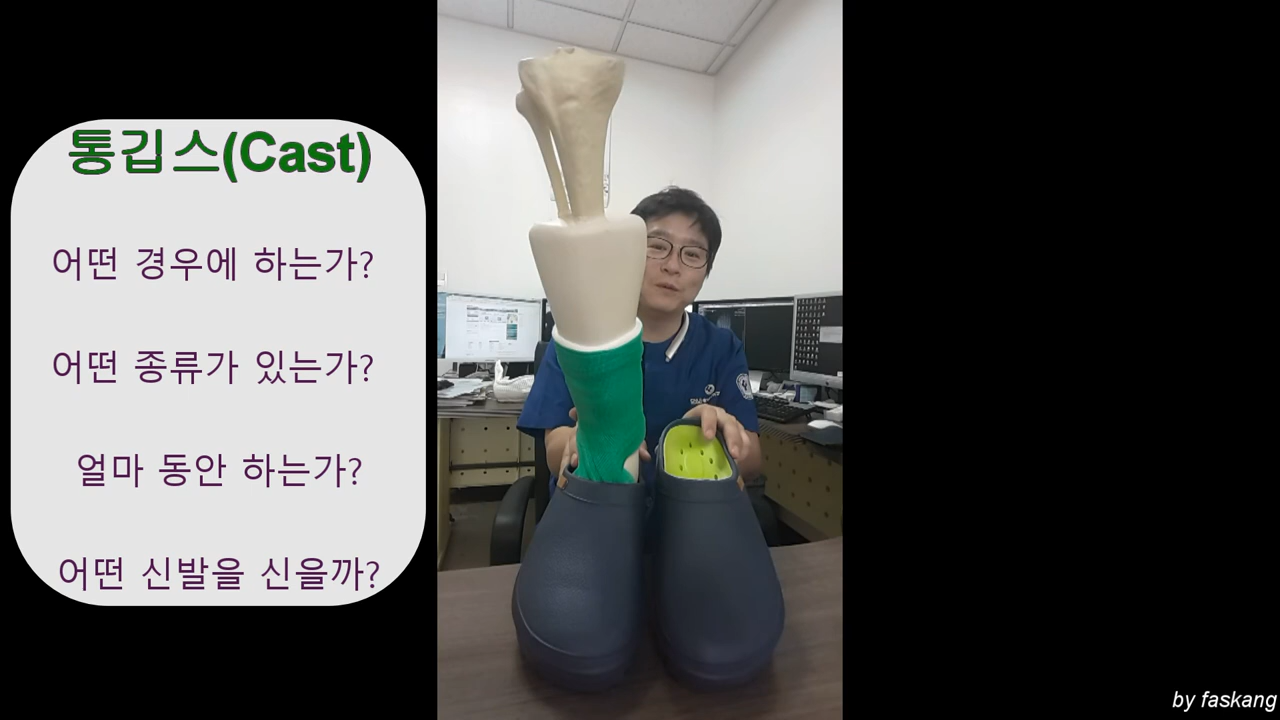 통깁스(Cast)
어떤 경우에 하는가?
어떤 종류가 있는가?
얼마 동안 하는가?
어떤 신발을 신을까?
by faskang